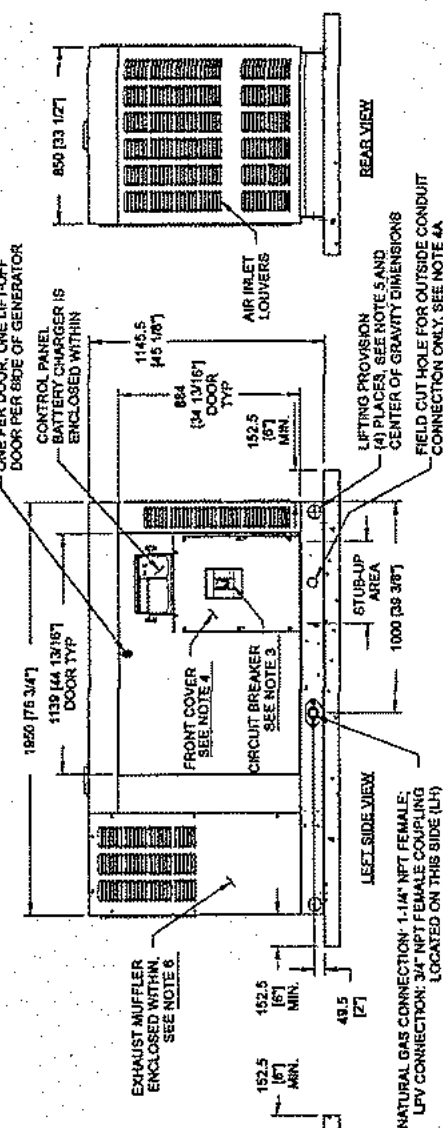 ONE PER DOOR, ONE LIFT-OFF
DOOR PER SIDE OF GENERATOR
CONTROL PANEL
BATTERY CHARGER IS
ENCLOSED WITHIN
850 [33 1/2"]
REAR VIEW
AIR INLET
LOUVERS
1950 [76 3/4"]
1139 [44 13/16"]
DOOR TYP
1145.5
[45 1/8"]
884
[34 13/16"]
DOOR
TYP
152.5
[6"]
MIN.
LIFTING PROVISION
(4) PLACES, SEE NOTE 5 AND
CENTER OF GRAVITY DIMENSIONS
FIELD CUT HOLE FOR OUTSIDE CONDUIT
CONNECTION ONLY, SEE NOTE 4A
STUB-UP
AREA
1000 [39 3/8"]
FRONT COVER
SEE NOTE 4
CIRCUIT BREAKER
SEE NOTE 3
LEFT SIDE VIEW
EXHAUST MUFFLER
ENCLOSED WITHIN,
SEE NOTE 6
152.5
[6"]
MIN.
49.5
[2"]
152.5
[6"]
MIN.
NATURAL GAS CONNECTION: 1-1/4" NPT FEMALE;
LPV CONNECTION: 3/4" NPT FEMALE COUPLING
LOCATED ON THIS SIDE (LH)